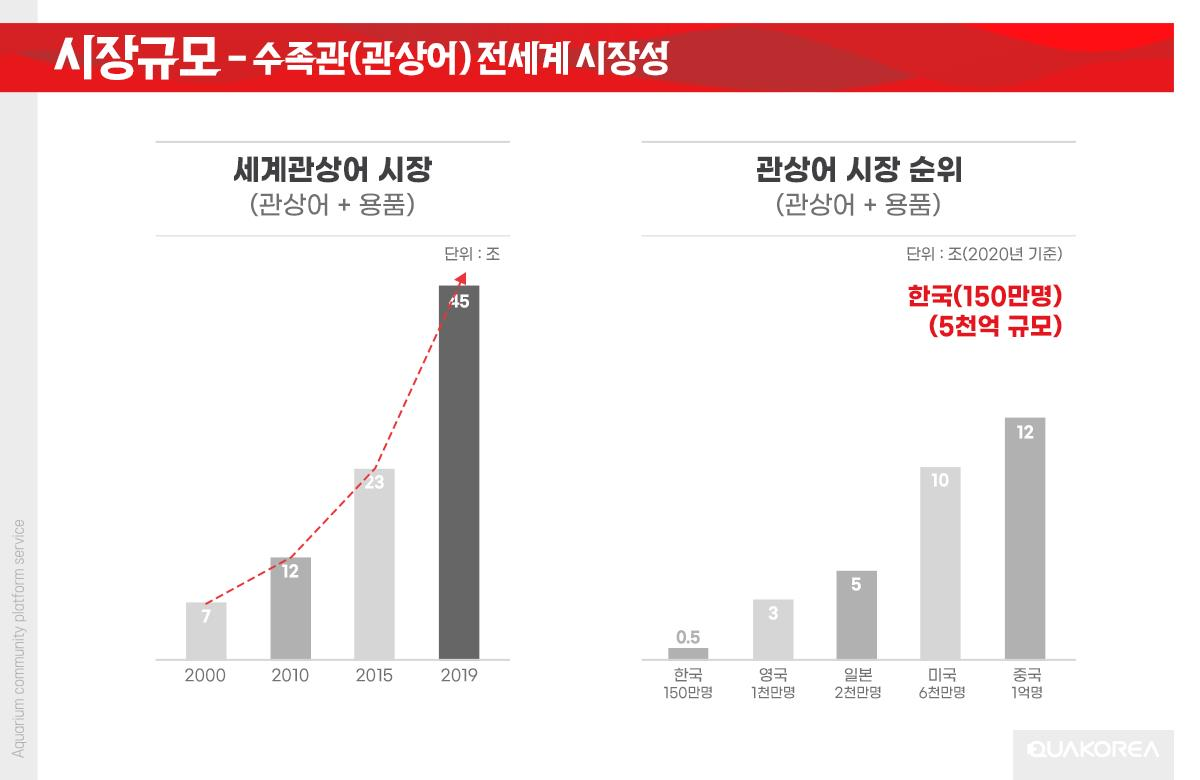 시장규모 - 수족관(관상어) 전세계 시장성
세계관상어 시장
(관상어 + 용품)
단위 : 조
45
23
12
7
2000 2010 2015 2019
관상어 시장 순위
(관상어 + 용품)
단위 : 조(2020년 기준)
한국(150만명)
(5천억 규모)
12
10
5
3
0.5
한국 영국 일본 미국 중국
150만명 1천만명 2천만명 6천만명 1억명
Aquarium community platform service
QUAKOREA